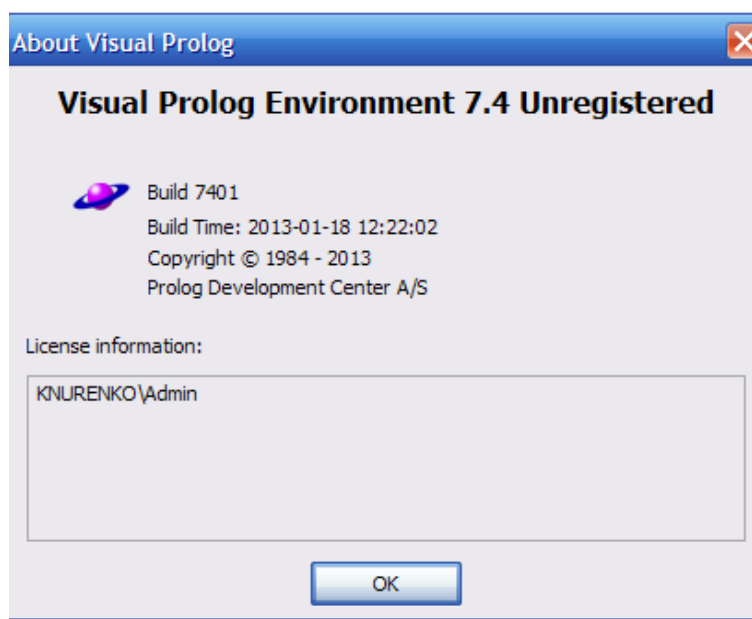 About Visual Prolog
Visual Prolog Environment 7.4 Unregistered
Build 7401
Build Time: 2013-01-18 12:22:02
Copyright © 1984 - 2013
Prolog Development Center A/S
License information:
KNURENKO\Admin
OK